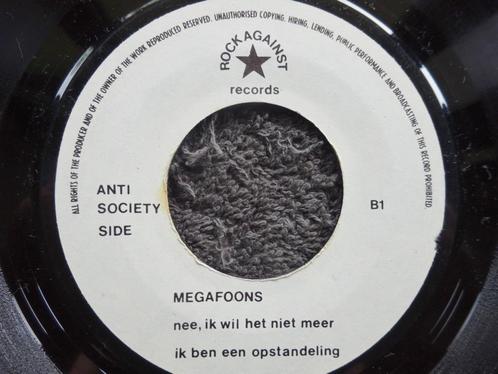 ALL RIGHTS OF THE PRODUCER AND OF THE OWNER OF THE WORK REPRODUCED RESERVED. UNAUTHORISED COPYING, HIRING, LENDING, PUBLIC PERFORMANCE AND BROADCASTING OF THIS RECORD PROHIBITED.
ROCK AGAINST
records
ANTI
SOCIETY
SIDE
B1
MEGAFOONS
nee, ik wil het niet meer
ik ben een opstandeling